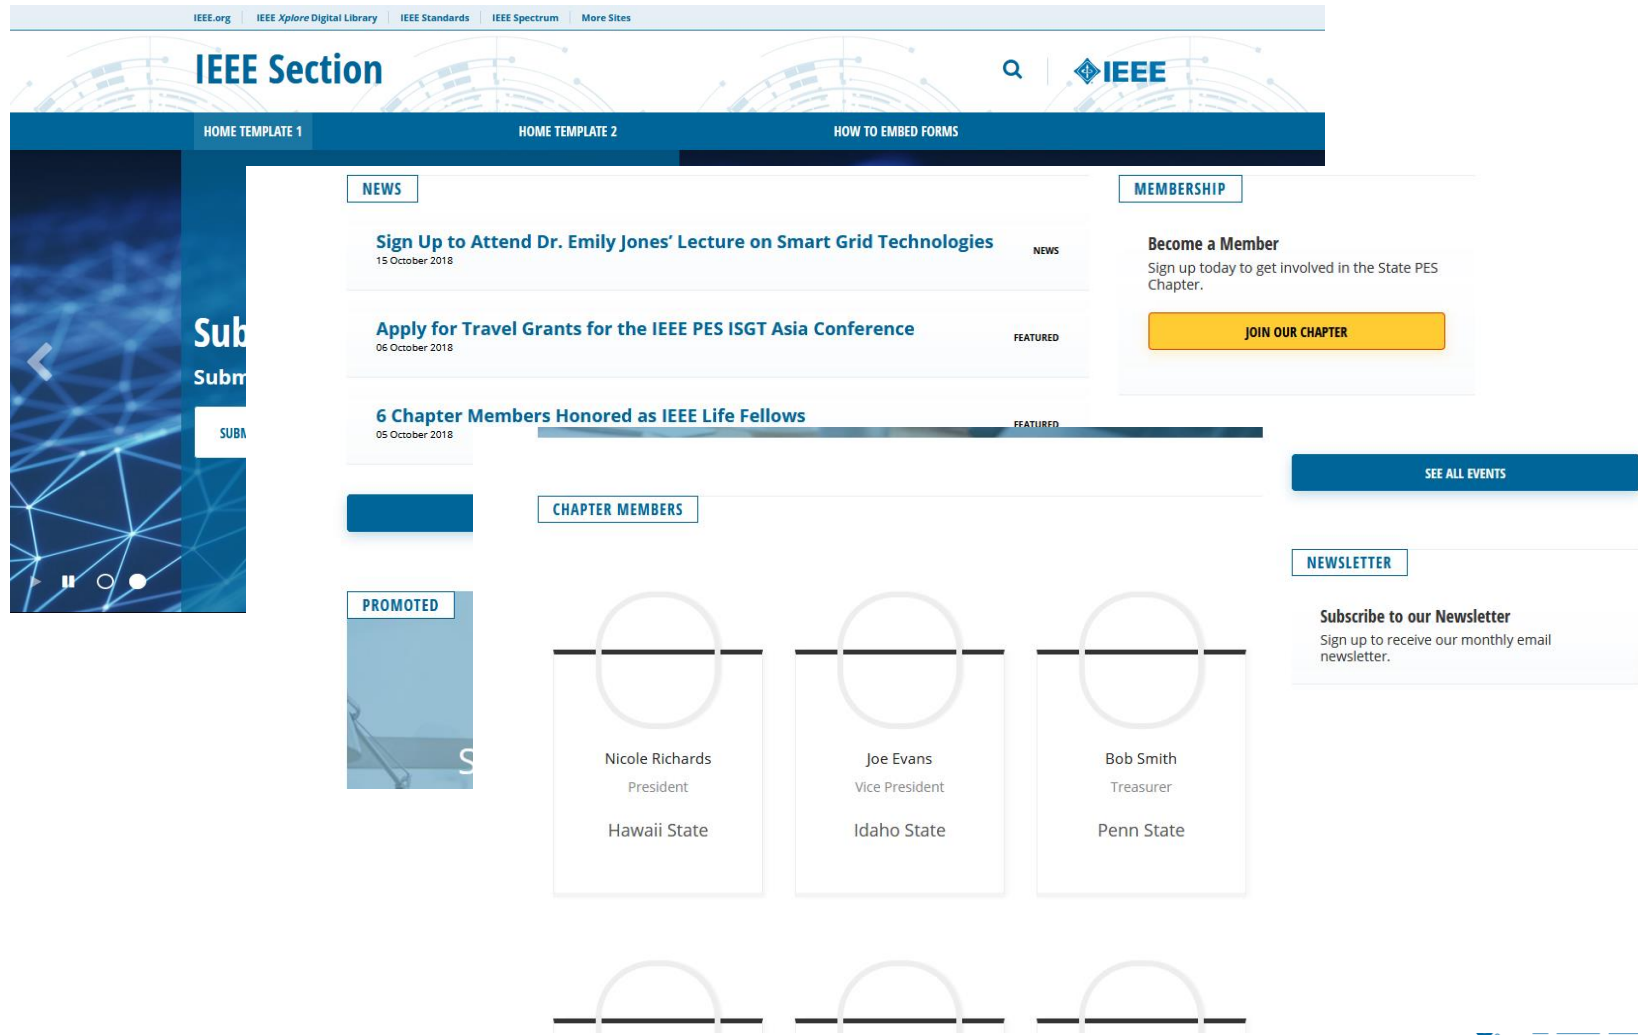 IEEE.org IEEE Xplore Digital Library IEEE Standards IEEE Spectrum More Sites
IEEE Section
IEEE
HOME TEMPLATE 1 HOME TEMPLATE 2 HOW TO EMBED FORMS
Sub
Subm
SUBM
NEWS
Sign Up to Attend Dr. Emily Jones’ Lecture on Smart Grid Technologies
NEWS
15 October 2018
Apply for Travel Grants for the IEEE PES ISGT Asia Conference
FEATURED
06 October 2018
6 Chapter Members Honored as IEEE Life Fellows
FEATURED
05 October 2018
MEMBERSHIP
Become a Member
Sign up today to get involved in the State PES
Chapter.
JOIN OUR CHAPTER
PROMOTED
S
CHAPTER MEMBERS
Nicole Richards
President
Hawaii State
Joe Evans
Vice President
Idaho State
Bob Smith
Treasurer
Penn State
SEE ALL EVENTS
NEWSLETTER
Subscribe to our Newsletter
Sign up to receive our monthly email
newsletter.